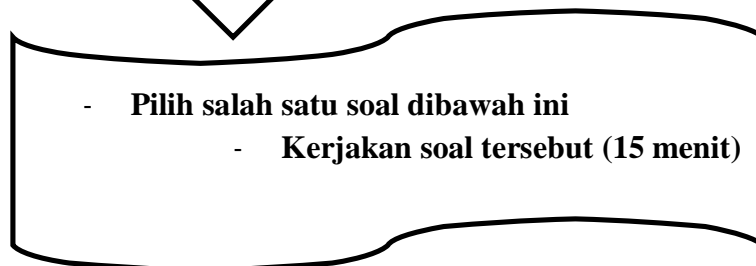 - Pilih salah satu soal dibawah ini
- Kerjakan soal tersebut (15 menit)